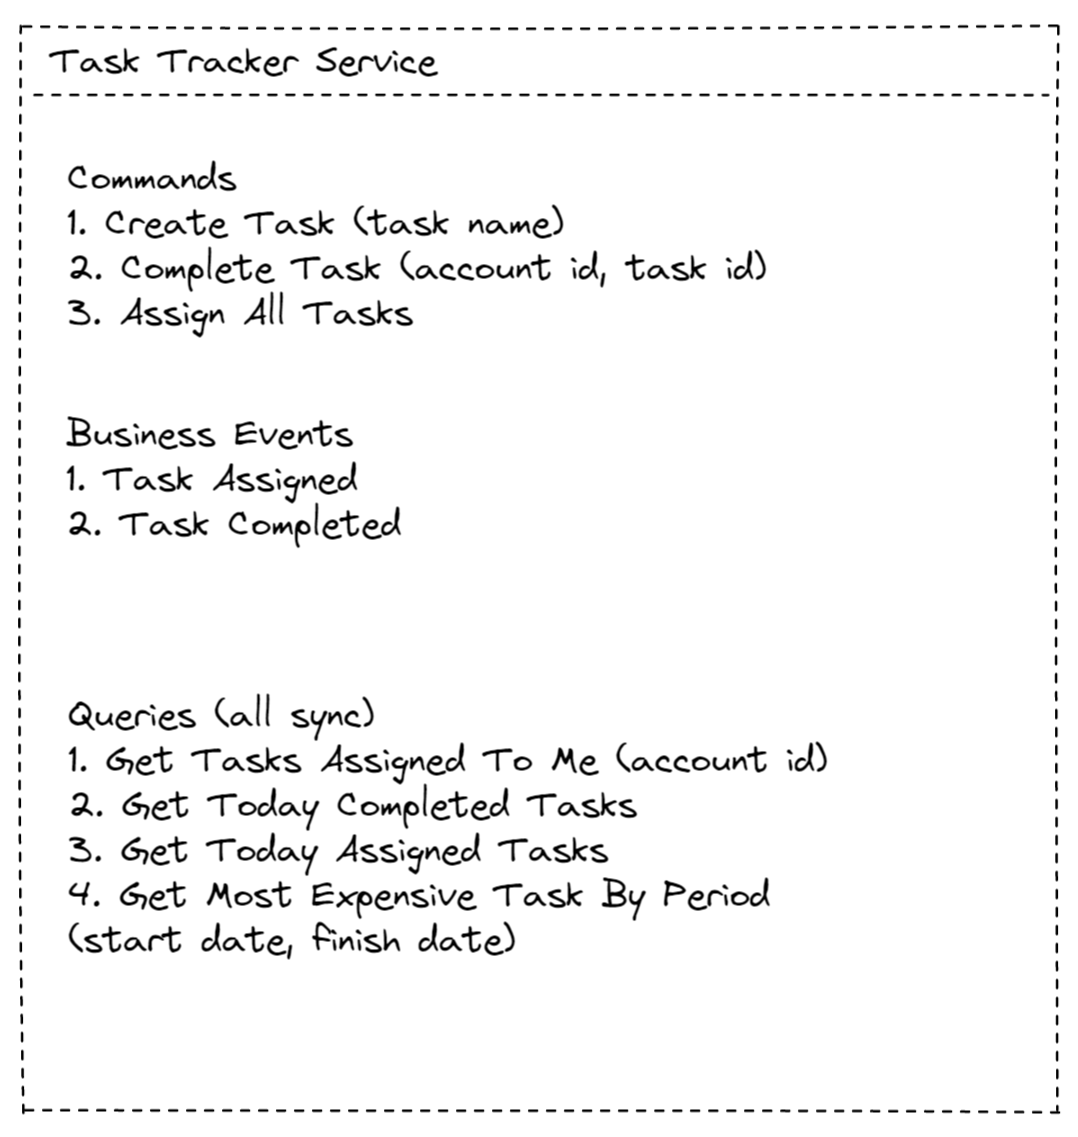 Task Tracker Service
Commands
1. Create Task (task name)
2. Complete Task (account id, task id)
3. Assign All Tasks
Business Events
1. Task Assigned
2. Task Completed
Queries (all sync)
1. Get Tasks Assigned To Me (account id)
2. Get Today Completed Tasks
3. Get Today Assigned Tasks
4. Get Most Expensive Task By Period
(start date, finish date)